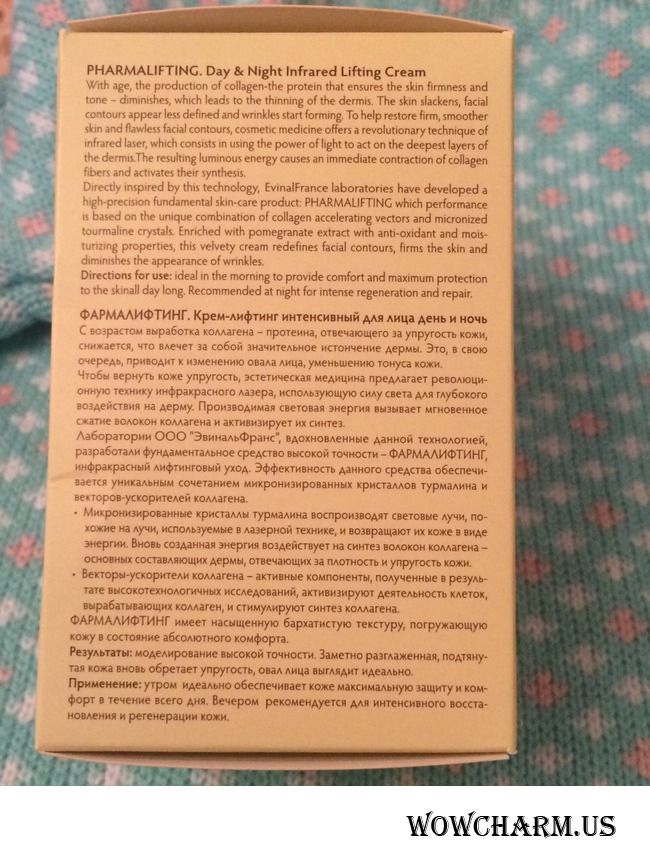 PHARMALIFTING. Day & Night Infrared Lifting Cream
With age, the production of collagen-the protein that ensures the skin firmness and
tone – diminishes, which leads to the thinning of the dermis. The skin slackens, facial
contours appear less defined and wrinkles start forming. To help restore firm, smoother
skin and flawless facial contours, cosmetic medicine offers a revolutionary technique of
infrared laser, which consists in using the power of light to act on the deepest layers of
the dermis.The resulting luminous energy causes an immediate contraction of collagen
fibers and activates their synthesis.
Directly inspired by this technology, EvinalFrance laboratories have developed a
high-precision fundamental skin-care product: PHARMALIFTING which performance
is based on the unique combination of collagen accelerating vectors and micronized
tourmaline crystals. Enriched with pomegranate extract with anti-oxidant and mois-
turizing properties, this velvety cream redefines facial contours, firms the skin and
diminishes the appearance of wrinkles.
Directions for use: ideal in the morning to provide comfort and maximum protection
to the skinall day long. Recommended at night for intense regeneration and repair.
ФАРМАЛИФТИНГ. Крем-лифтинг интенсивный для лица день и ночь
С возрастом выработка коллагена – протеина, отвечающего за упругость кожи,
снижается, что влечет за собой значительное истончение дермы. Это, в свою
очередь, приводит к изменению овала лица, уменьшению тонуса кожи.
Чтобы вернуть коже упругость, эстетическая медицина предлагает революци-
онную технику инфракрасного лазера, использующую силу света для глубокого
воздействия на дерму. Производимая световая энергия вызывает мгновенное
сжатие волокон коллагена и активизирует их синтез.
Лаборатории ООО "ЭвинальФранс", вдохновленные данной технологией,
разработали фундаментальное средство высокой точности – ФАРМАЛИФТИНГ,
инфракрасный лифтинговый уход. Эффективность данного средства обеспечи-
вается уникальным сочетанием микронизированных кристаллов турмалина и
векторов-ускорителей коллагена.
• Микронизированные кристаллы турмалина воспроизводят световые лучи, по-
хожие на лучи, используемые в лазерной технике, и возвращают их коже в виде
энергии. Вновь созданная энергия воздействует на синтез волокон коллагена –
основных составляющих дермы, отвечающих за плотность и упругость кожи.
• Векторы-ускорители коллагена – активные компоненты, полученные в резуль-
тате высокотехнологичных исследований, активизируют деятельность клеток,
вырабатывающих коллаген, и стимулируют синтез коллагена.
ФАРМАЛИФТИНГ имеет насыщенную бархатистую текстуру, погружающую
кожу в состояние абсолютного комфорта.
Результаты: моделирование высокой точности. Заметно разглаженная, подтяну-
тая кожа вновь обретает упругость, овал лица выглядит идеально.
Применение: утром идеально обеспечивает коже максимальную защиту и ком-
форт в течение всего дня. Вечером рекомендуется для интенсивного восста-
новления и регенерации кожи.
WOWCHARM.US